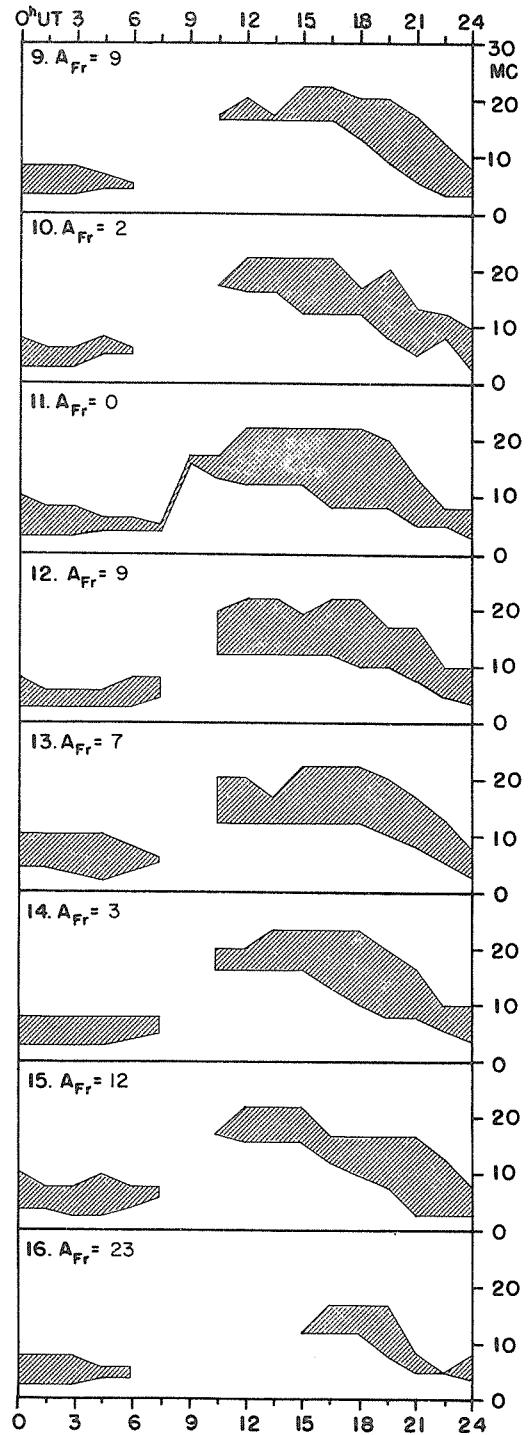 0ʰUT 3 6 9 12 15 18 21 24
30
MC
9. A_Fr = 9
20
10
0
10. A_Fr = 2
20
10
0
11. A_Fr = 0
20
10
0
12. A_Fr = 9
20
10
0
13. A_Fr = 7
20
10
0
14. A_Fr = 3
20
10
0
15. A_Fr = 12
20
10
0
16. A_Fr = 23
20
10
0
0 3 6 9 12 15 18 21 24